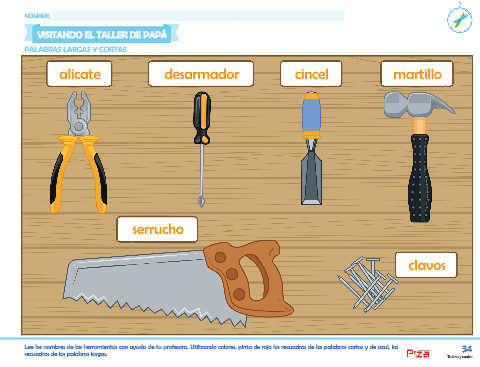 NOMBRE:
VISITANDO EL TALLER DE PAPÁ
PALABRAS LARGAS Y CORTAS
alicate
desarmador
cincel
martillo
serrucho
clavos
Lee los nombres de las herramientas con ayuda de tu profesora. Utilizando colores, pinta de rojo los recuadros de las palabras cortas y de azul, los
recuadros de las palabras largas.
34